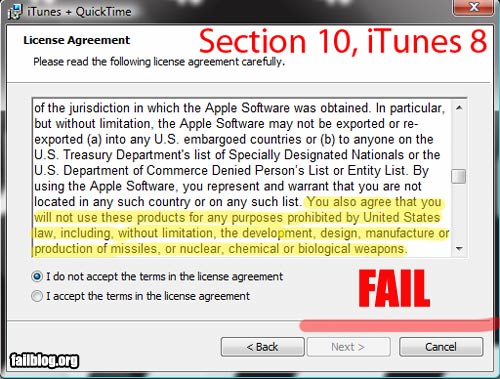 iTunes + QuickTime
License Agreement
Section 10, iTunes 8
Please read the following license agreement carefully.
of the jurisdiction in which the Apple Software was obtained. In particular,
but without limitation, the Apple Software may not be exported or re-
exported (a) into any U.S. embargoed countries or (b) to anyone on the
U.S. Treasury Department's list of Specially Designated Nationals or the
U.S. Department of Commerce Denied Person's List or Entity List. By
using the Apple Software, you represent and warrant that you are not
located in any such country or on any such list. You also agree that you
will not use these products for any purposes prohibited by United States
law, including, without limitation, the development, design, manufacture or
production of missiles, or nuclear, chemical or biological weapons.
I do not accept the terms in the license agreement
I accept the terms in the license agreement
FAIL
< Back
Next >
Cancel
failblog.org